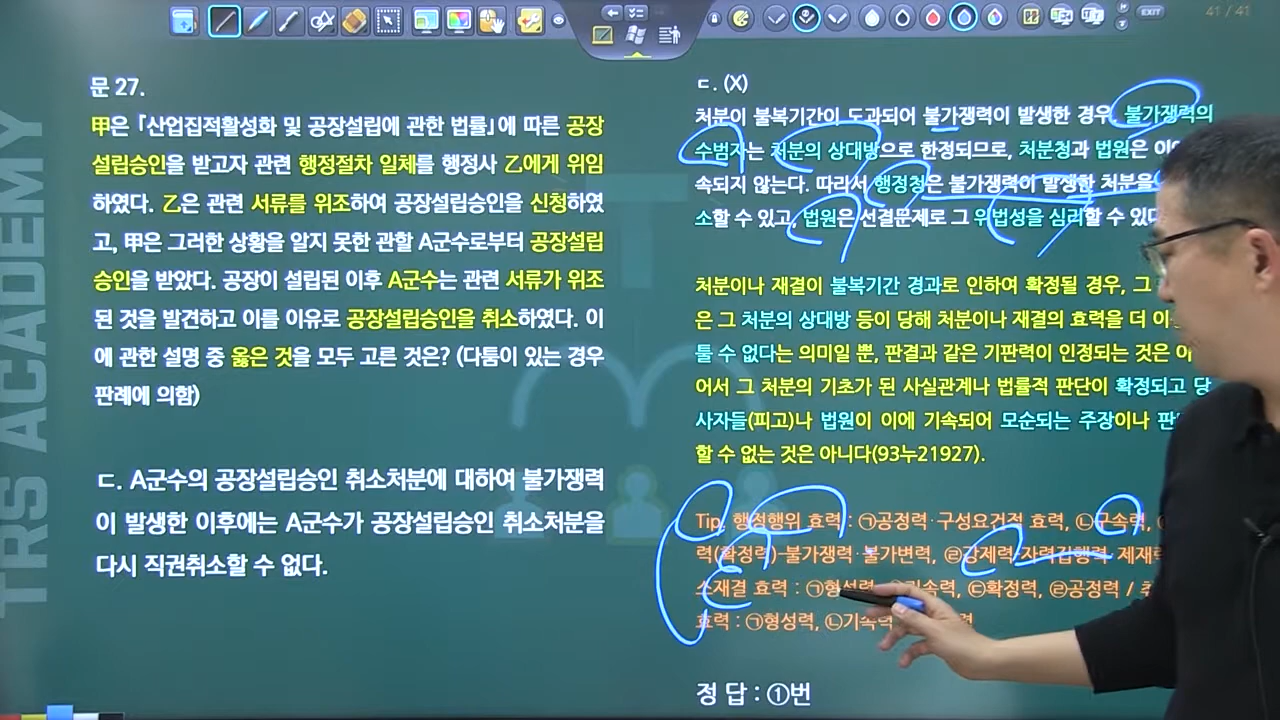 EXIT
41 / 41
TRS ACADEMY
문 27.
甲은 「산업집적활성화 및 공장설립에 관한 법률」에 따른 공장
설립승인을 받고자 관련 행정절차 일체를 행정사 乙에게 위임
하였다. 乙은 관련 서류를 위조하여 공장설립승인을 신청하였
고, 甲은 그러한 상황을 알지 못한 관할 A군수로부터 공장설립
승인을 받았다. 공장이 설립된 이후 A군수는 관련 서류가 위조
된 것을 발견하고 이를 이유로 공장설립승인을 취소하였다. 이
에 관한 설명 중 옳은 것을 모두 고른 것은? (다툼이 있는 경우
판례에 의함)
ㄷ. A군수의 공장설립승인 취소처분에 대하여 불가쟁력
이 발생한 이후에는 A군수가 공장설립승인 취소처분을
다시 직권취소할 수 없다.
ㄷ. (X)
처분이 불복기간이 도과되어 불가쟁력이 발생한 경우, 불가쟁력의
수범자는 처분의 상대방으로 한정되므로, 처분청과 법원은
속되지 않는다. 따라서 행정청은 불가쟁력이 발생한 처분을
소할 수 있고, 법원은 선결문제로 그 위법성을 심리할 수 있다
처분이나 재결이 불복기간 경과로 인하여 확정될 경우, 그
은 그 처분의 상대방 등이 당해 처분이나 재결의 효력을 더
툴 수 없다는 의미일 뿐, 판결과 같은 기판력이 인정되는 것은
어서 그 처분의 기초가 된 사실관계나 법률적 판단이 확정되고 당
사자들(피고)나 법원이 이에 기속되어 모순되는 주장이나
할 수 없는 것은 아니다(93누21927).
Tip. 행정행위 효력 : ㉠공정력·구성요건적 효력, ㉡구속력,
력(확정력)-불가쟁력·불가변력, ㉣강제력-자력집행력·
소재결 효력 : ㉠형성력, ㉢확정력, ㉣공정력 /
효력 : ㉠형성력,
정 답 : ①번